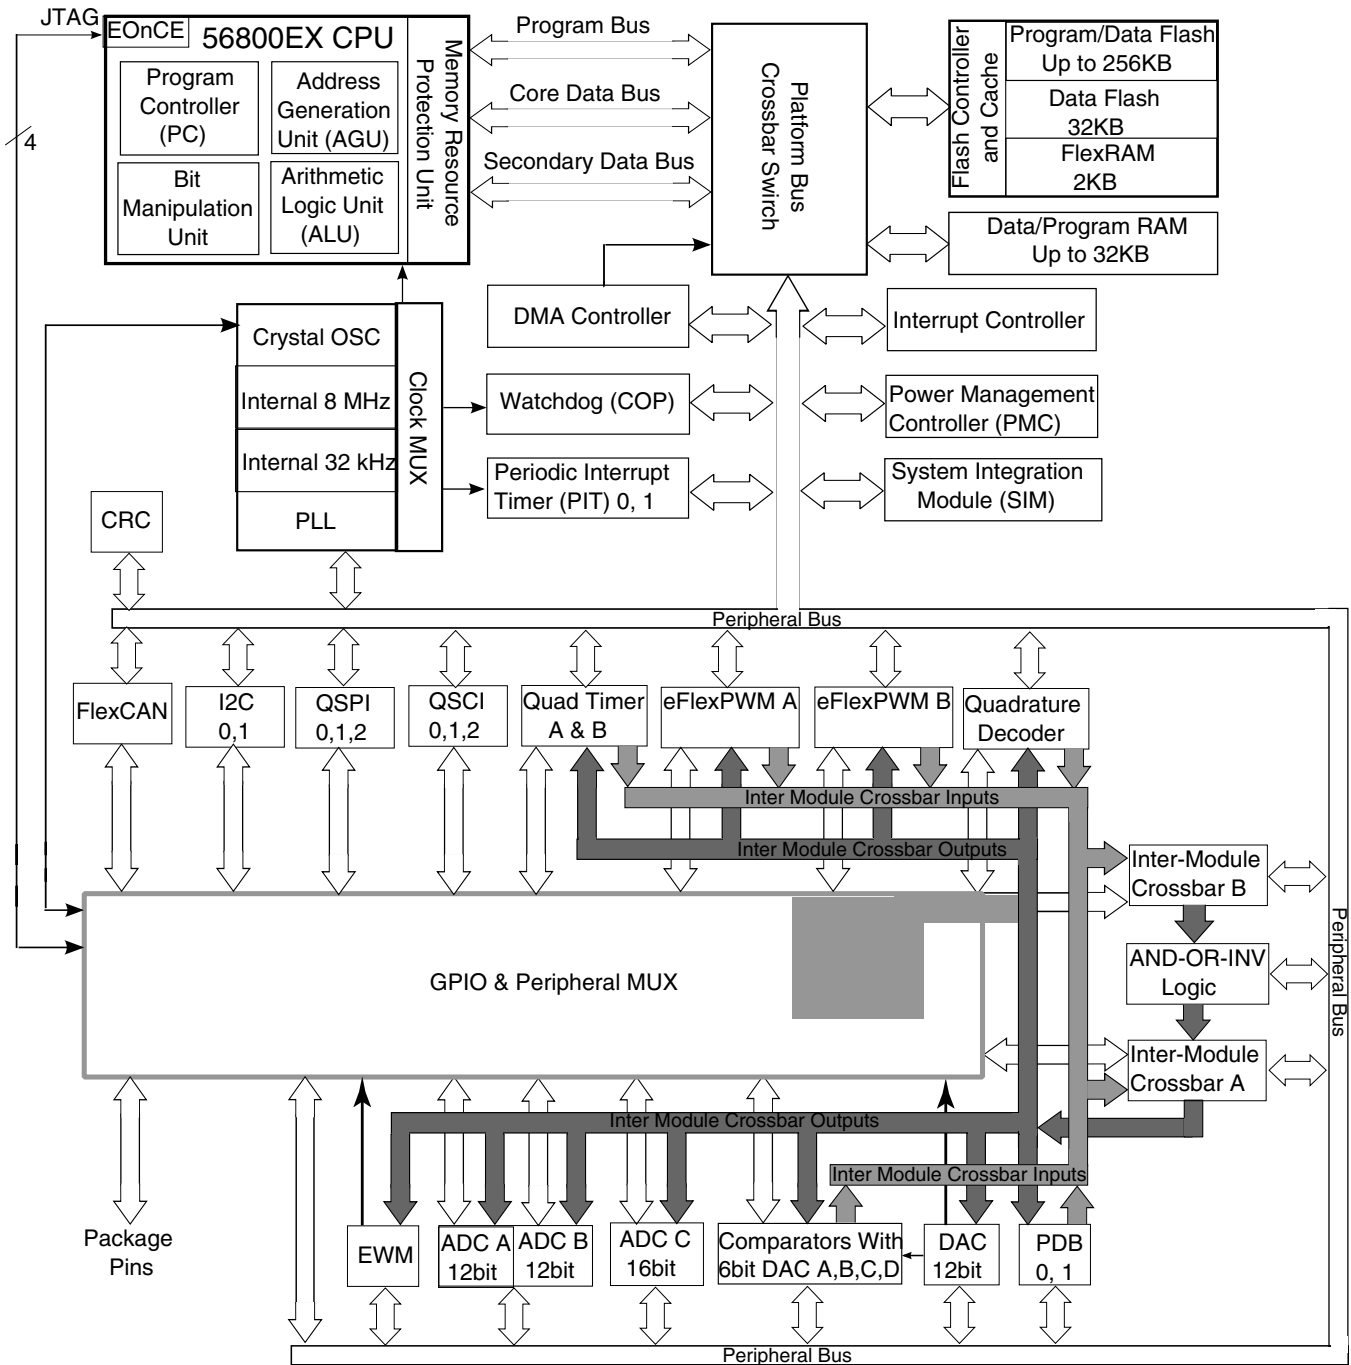 JTAG
EOnCE
56800EX CPU
Program
Controller
(PC)
Address
Generation
Unit (AGU)
Bit
Manipulation
Unit
Arithmetic
Logic Unit
(ALU)
Memory Resource
Protection Unit
4
Program Bus
Core Data Bus
Secondary Data Bus
Platform Bus
Crossbar Swirch
Flash Controller
and Cache
Program/Data Flash
Up to 256KB
Data Flash
32KB
FlexRAM
2KB
Data/Program RAM
Up to 32KB
DMA Controller
Interrupt Controller
Crystal OSC
Internal 8 MHz
Internal 32 kHz
PLL
Clock MUX
Watchdog (COP)
Power Management
Controller (PMC)
Periodic Interrupt
Timer (PIT) 0, 1
System Integration
Module (SIM)
CRC
Peripheral Bus
FlexCAN
I2C
0,1
QSPI
0,1,2
QSCI
0,1,2
Quad Timer
A & B
eFlexPWM A
eFlexPWM B
Quadrature
Decoder
Inter Module Crossbar Inputs
Inter Module Crossbar Outputs
Inter-Module
Crossbar B
GPIO & Peripheral MUX
AND-OR-INV
Logic
Peripheral Bus
Inter-Module
Crossbar A
Inter Module Crossbar Outputs
Inter Module Crossbar Inputs
Package
Pins
EWM
ADC A
12bit
ADC B
12bit
ADC C
16bit
Comparators With
6bit DAC A,B,C,D
DAC
12bit
PDB
0, 1
Peripheral Bus